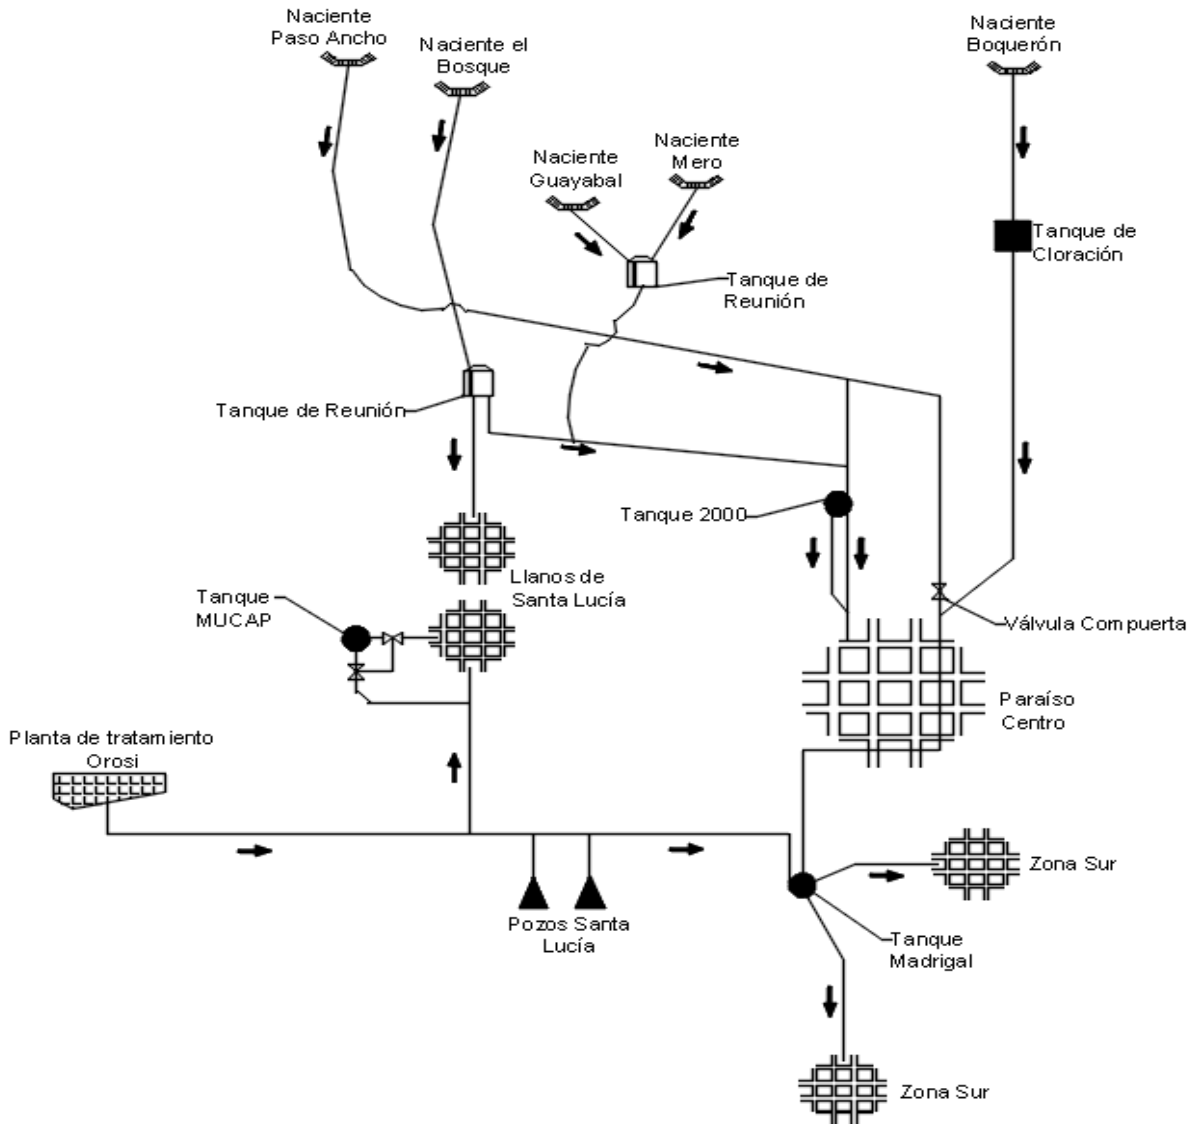 Naciente
Paso Ancho
Naciente el
Bosque
Naciente
Boquerón
Naciente
Guayabal
Naciente
Mero
Tanque de
Cloración
Tanque de
Reunión
Tanque de Reunión
Tanque 2000
Llanos de
Santa Lucía
Tanque
MUCAP
Válvula Compuerta
Paraíso
Centro
Planta de tratamiento
Orosi
Pozos Santa
Lucía
Zona Sur
Tanque
Madrigal
Zona Sur